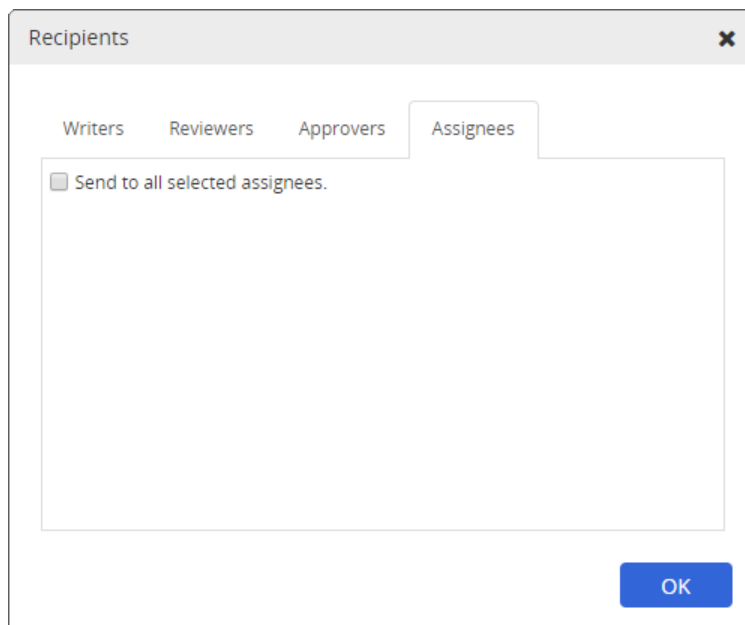 Recipients
Writers Reviewers Approvers Assignees
Send to all selected assignees.
OK